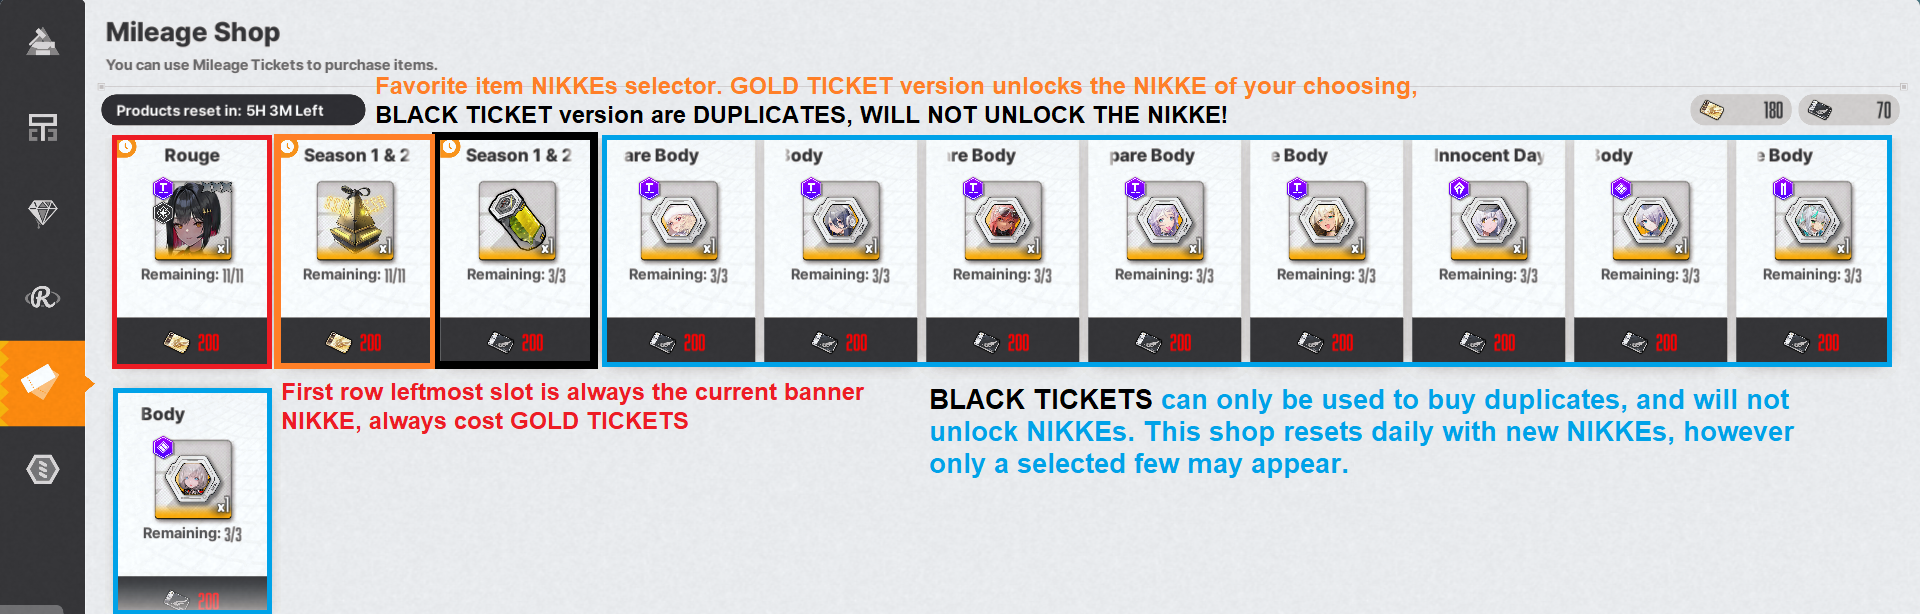 Mileage Shop
You can use Mileage Tickets to purchase items.
Favorite item NIKKEs selector. GOLD TICKET version unlocks the NIKKE of your choosing,
BLACK TICKET version are DUPLICATES, WILL NOT UNLOCK THE NIKKE!
Products reset in: 5H 3M Left
180
70
Rouge
x1
Remaining: 11/11
200
Season 1 & 2
x1
Remaining: 11/11
200
Season 1 & 2
x1
Remaining: 3/3
200
are Body
x1
Remaining: 3/3
200
Body
x1
Remaining: 3/3
200
re Body
x1
Remaining: 3/3
200
pare Body
x1
Remaining: 3/3
200
e Body
x1
Remaining: 3/3
200
Innocent Day
x1
Remaining: 3/3
200
Body
x1
Remaining: 3/3
200
e Body
x1
Remaining: 3/3
200
First row leftmost slot is always the current banner
NIKKE, always cost GOLD TICKETS
BLACK TICKETS can only be used to buy duplicates, and will not
unlock NIKKEs. This shop resets daily with new NIKKEs, however
only a selected few may appear.
Body
x1
Remaining: 3/3
200